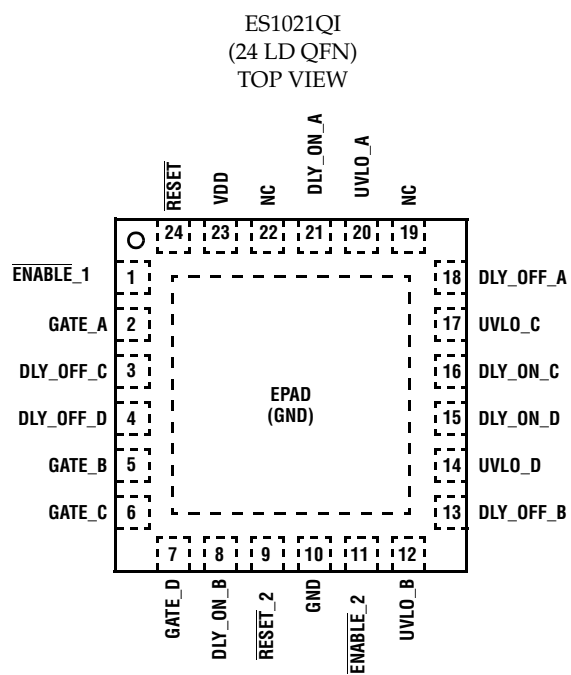 ES1021QI
(24 LD QFN)
TOP VIEW
RESET
VDD
NC
DLY_ON_A
UVLO_A
NC
24 23 22 21 20 19
ENABLE_1 1
GATE_A 2
DLY_OFF_C 3
DLY_OFF_D 4
GATE_B 5
GATE_C 6
EPAD
(GND)
18 DLY_OFF_A
17 UVLO_C
16 DLY_ON_C
15 DLY_ON_D
14 UVLO_D
13 DLY_OFF_B
7 8 9 10 11 12
GATE_D
DLY_ON_B
RESET_2
GND
ENABLE_2
UVLO_B